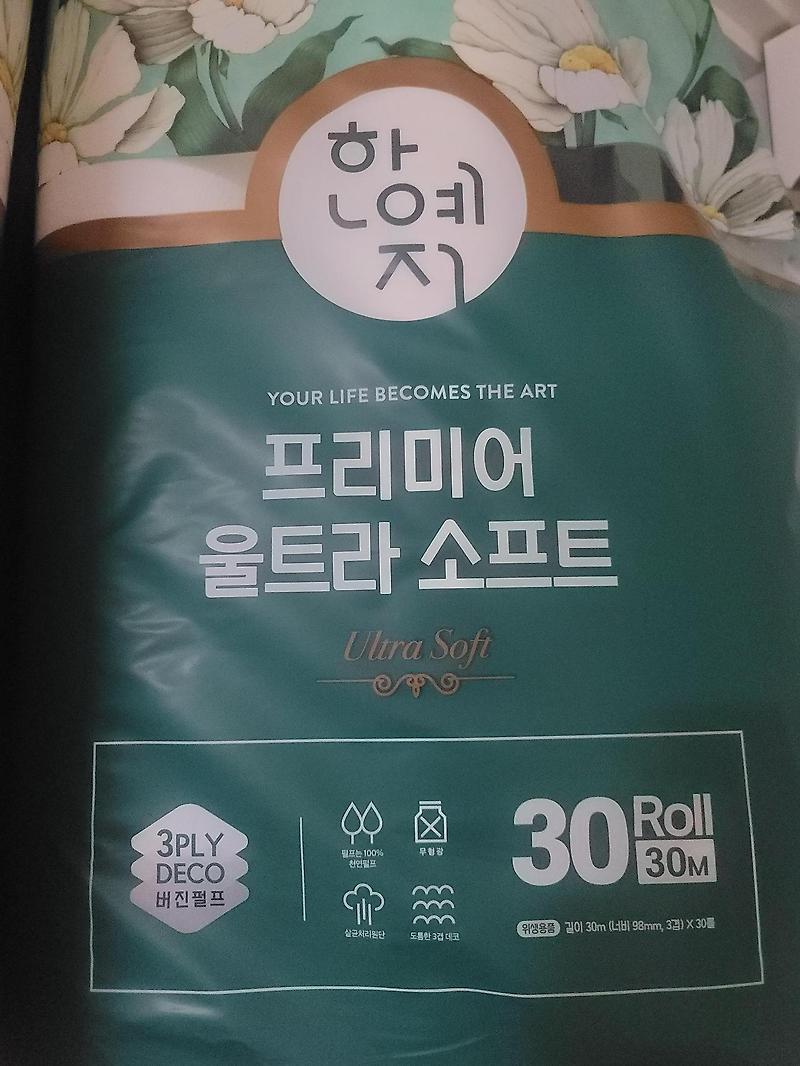 한예지
YOUR LIFE BECOMES THE ART
프리미어
울트라 소프트
Ultra Soft
3PLY
DECO
버진펄프
펄프는 100%
천연펄프
무형광
살균처리원단
도톰한 3겹 데코
30 Roll
30M
위생용품 길이 30m (너비 98mm, 3겹) X 30롤